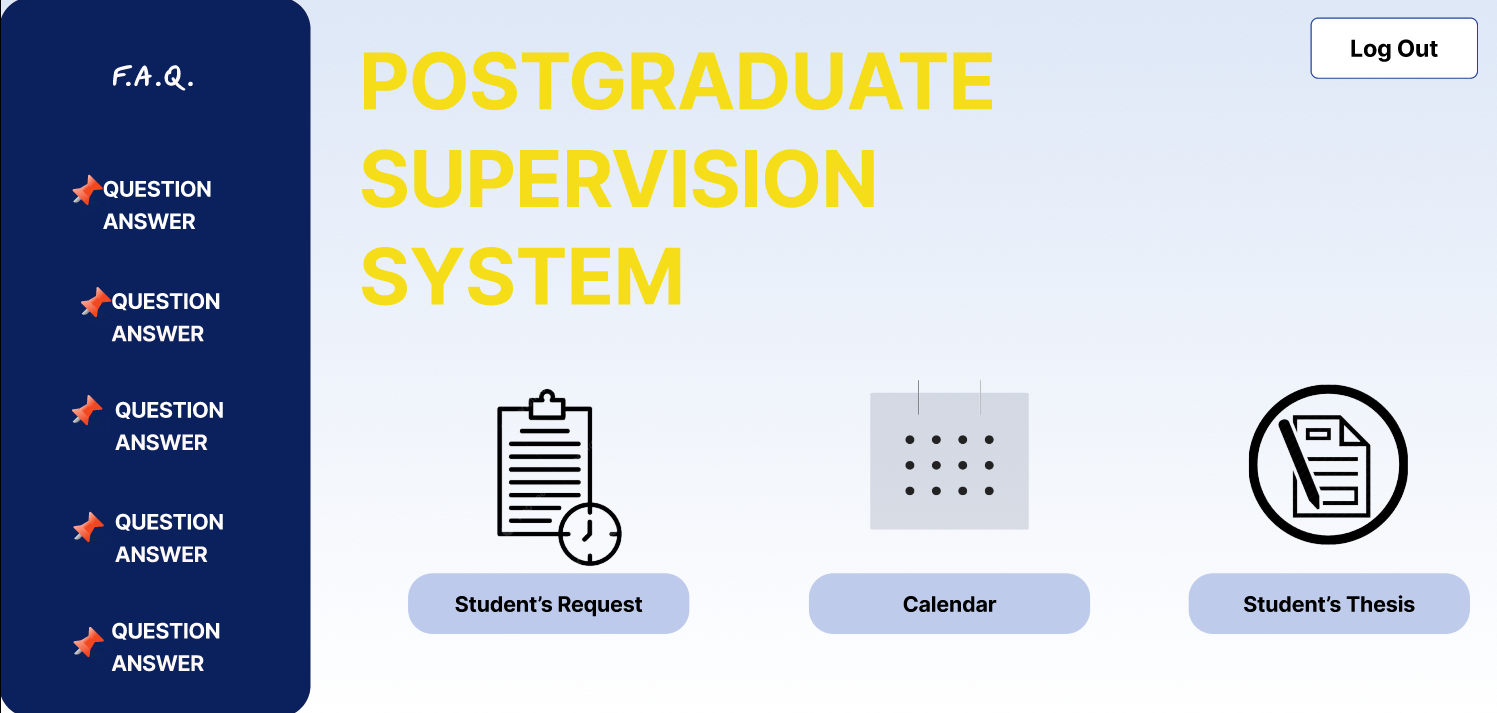 F.A.Q.
QUESTION
ANSWER
QUESTION
ANSWER
QUESTION
ANSWER
QUESTION
ANSWER
QUESTION
ANSWER
POSTGRADUATE
SUPERVISION
SYSTEM
Log Out
Student’s Request
Calendar
Student’s Thesis